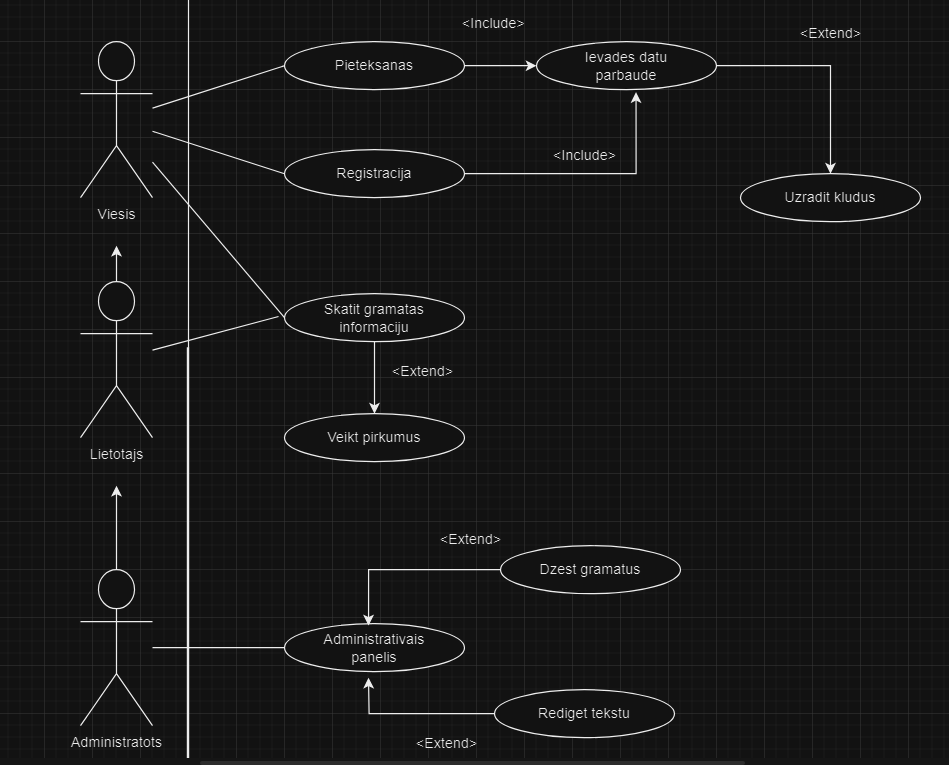 <Include>
<Extend>
Pieteksanas
Ievades datu
parbaude
<Include>
Registracija
Uzradit kludus
Viesis
Skatit gramatas
informaciju
<Extend>
Veikt pirkumus
Lietotajs
<Extend>
Dzest gramatus
Administrativais
panelis
Rediget tekstu
Administratots
<Extend>